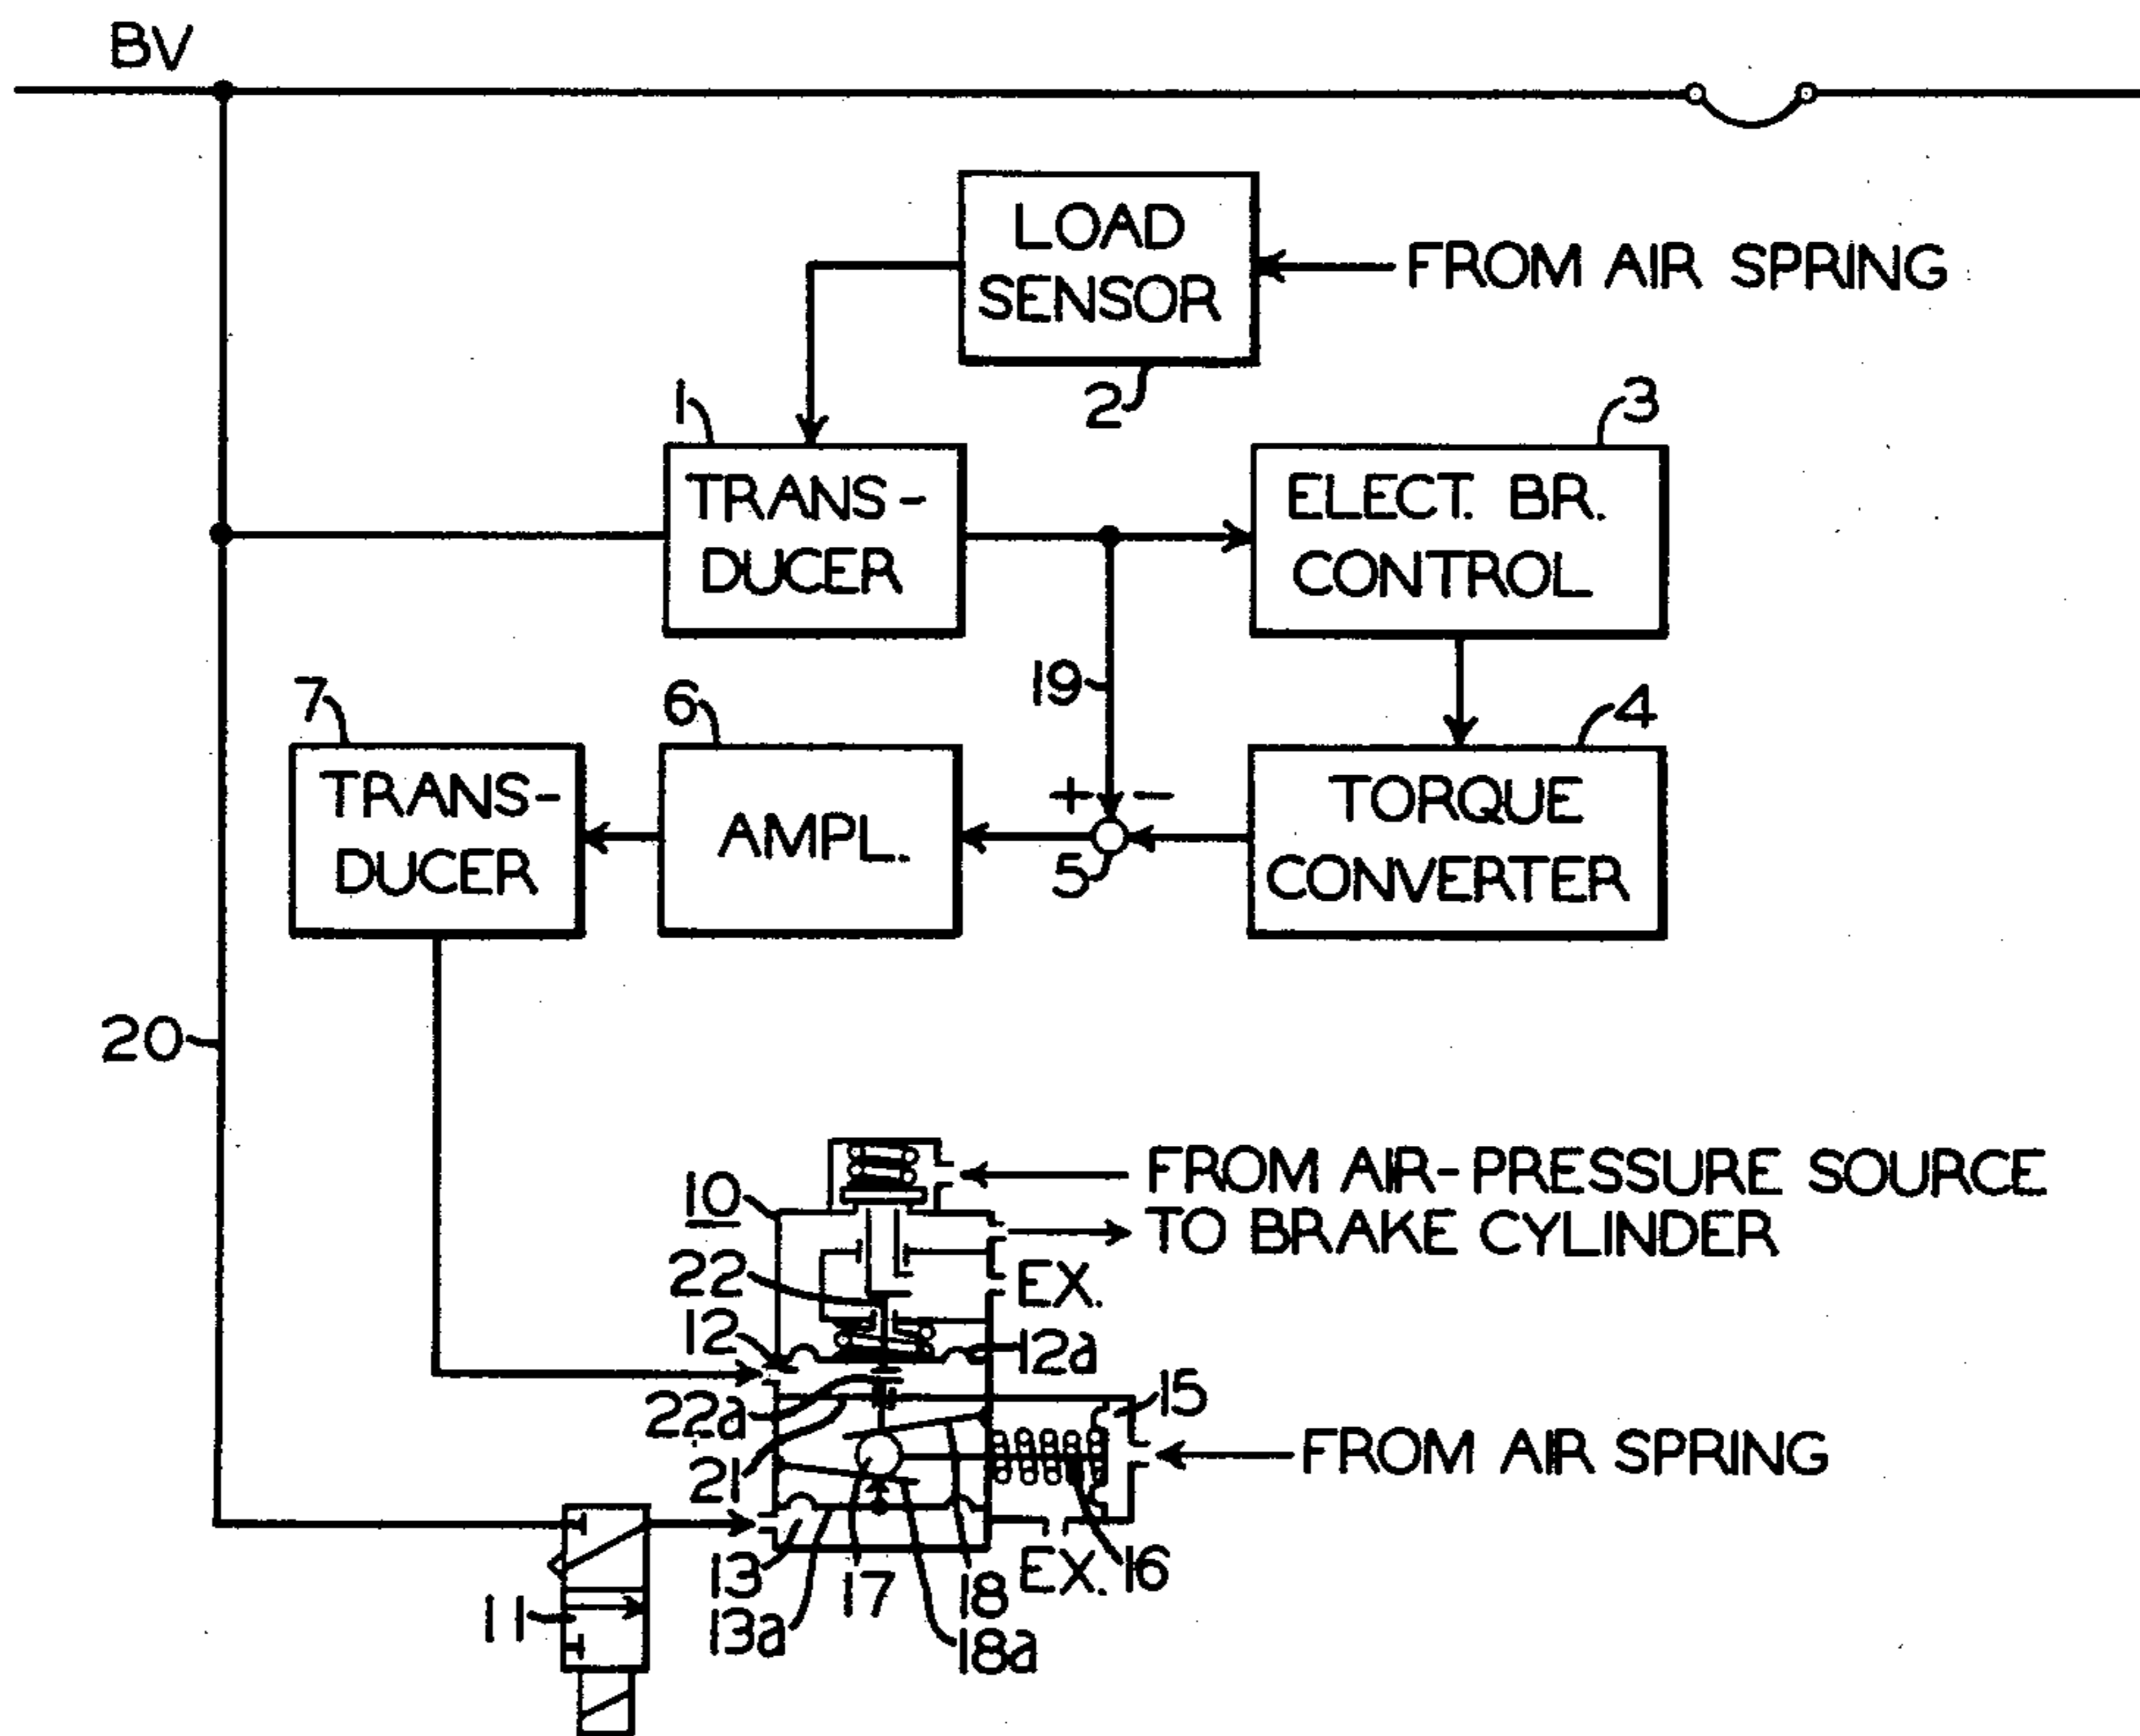 BV
LOAD
SENSOR
FROM AIR SPRING
2
1
3
TRANS-
DUCER
ELECT. BR.
CONTROL
19
7
6
4
TRANS-
DUCER
AMPL.
+ -
5
TORQUE
CONVERTER
20
FROM AIR-PRESSURE SOURCE
10
TO BRAKE CYLINDER
22
EX.
12
12a
15
22a
FROM AIR SPRING
21
13
17
18
EX.
16
11
13a
18a